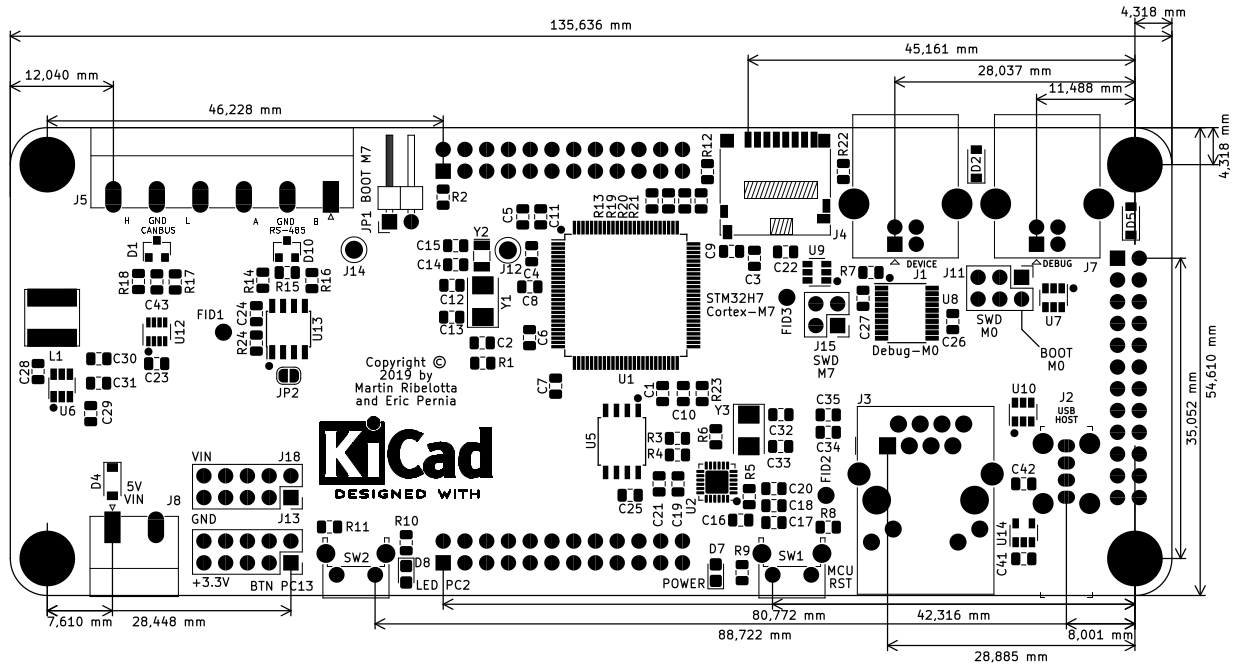 135,636 mm
4,318 mm
45,161 mm
12,040 mm
28,037 mm
11,488 mm
46,228 mm
4,318 mm
J5
H
GND
L
A
GND
B
CANBUS
RS-485
JP1 BOOT M7
R2
R12
R22
D2
D5
R13
R19
R20
R21
C5
C11
J4
D1
D10
J14
C15
C14
Y2
J12
C4
C9
C3
C22
U9
R7
DEVICE
J1
J11
DEBUG
J7
R18
C43
R17
R14
R15
R16
C12
C13
Y1
C8
STM32H7
Cortex-M7
FID3
C27
U8
C26
SWD
M0
U7
FID1
C24
R24
U13
U12
C6
C2
R1
J15
SWD
M7
Debug-M0
BOOT
M0
L1
C28
C30
C31
C29
U6
C23
JP2
Copyright ©
2019 by
Martin Ribelotta
and Eric Pernia
U1
C7
C1
C10
R23
Y3
C35
C34
C32
C33
J3
U10
J2
USB
HOST
35,052 mm
54,610 mm
KiCad
DESIGNED WITH
U5
R3
R4
R6
R5
FID2
D4
5V
VIN
J8
VIN
J18
GND
J13
+3.3V
BTN PC13
C25
C21
C19
U2
C16
C20
C18
C17
R8
C42
U14
C41
R11
R10
SW2
D8
LED PC2
D7
POWER
R9
SW1
MCU
RST
7,610 mm
28,448 mm
80,772 mm
42,316 mm
88,722 mm
8,001 mm
28,885 mm